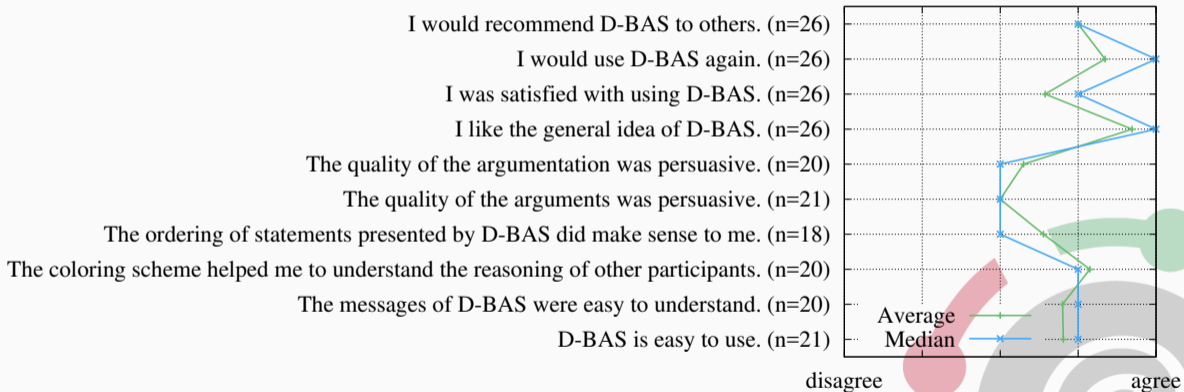 I would recommend D-BAS to others. (n=26)
I would use D-BAS again. (n=26)
I was satisfied with using D-BAS. (n=26)
I like the general idea of D-BAS. (n=26)
The quality of the argumentation was persuasive. (n=20)
The quality of the arguments was persuasive. (n=21)
The ordering of statements presented by D-BAS did make sense to me. (n=18)
The coloring scheme helped me to understand the reasoning of other participants. (n=20)
The messages of D-BAS were easy to understand. (n=20)
D-BAS is easy to use. (n=21)
Average
Median
disagree agree